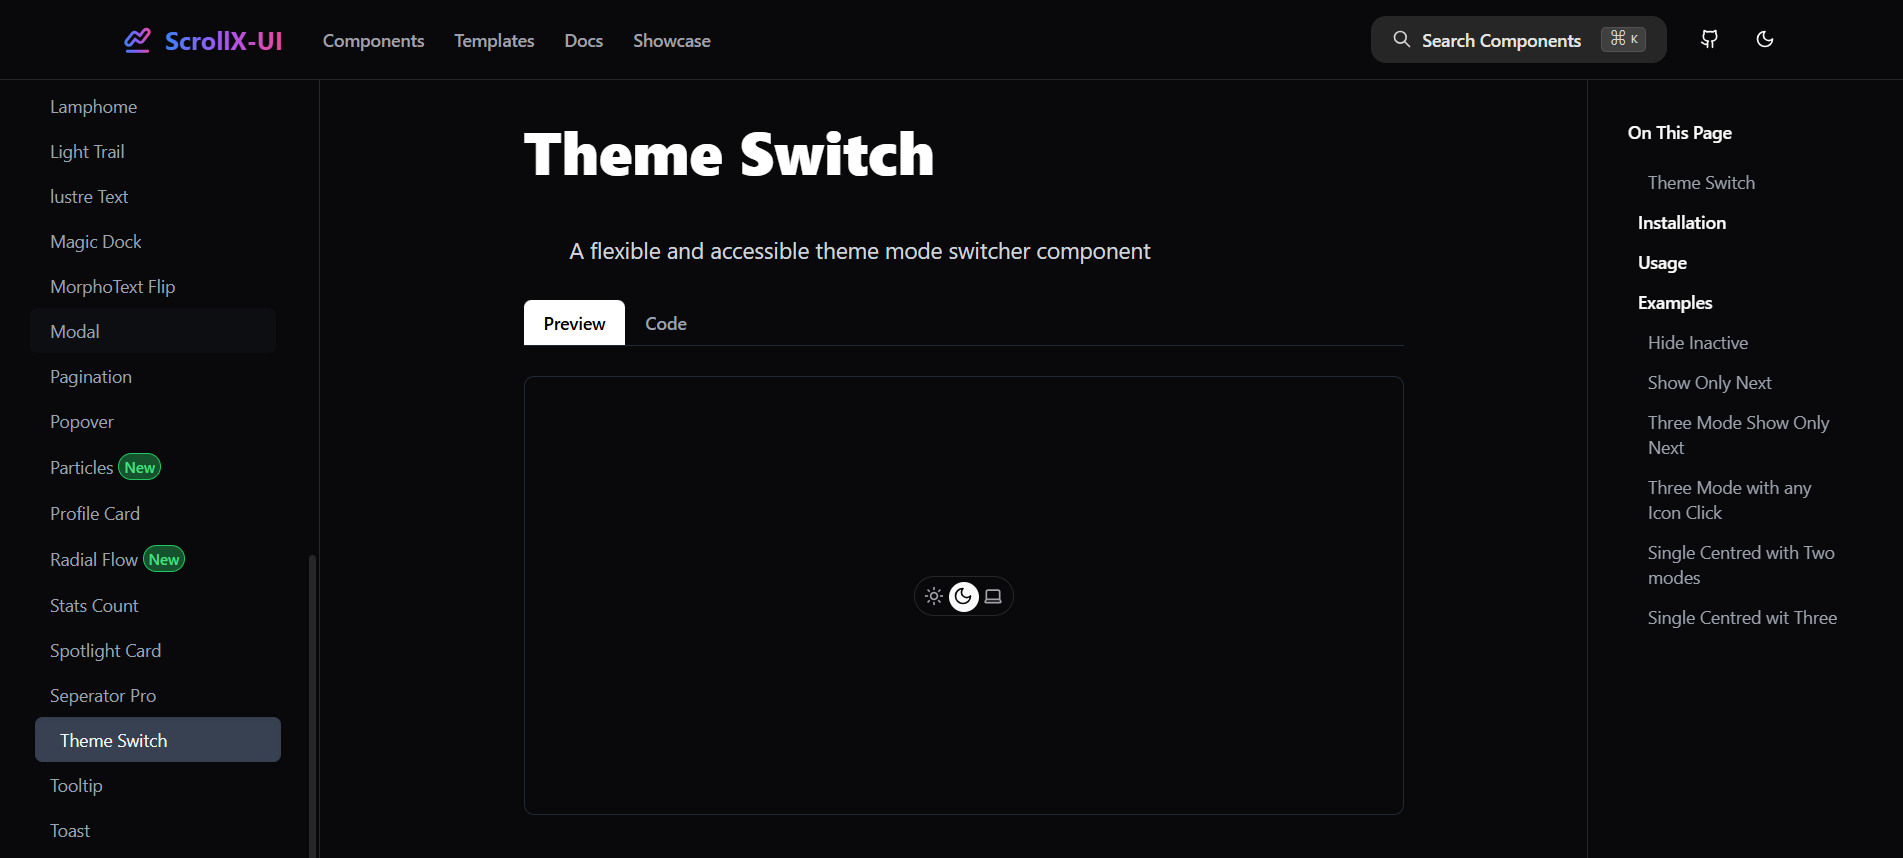 ScrollX-UI
Components
Templates
Docs
Showcase
Search Components
⌘ K
Lamphome
Light Trail
lustre Text
Magic Dock
MorphoText Flip
Modal
Pagination
Popover
Particles New
Profile Card
Radial Flow New
Stats Count
Spotlight Card
Seperator Pro
Theme Switch
Tooltip
Toast
Theme Switch
A flexible and accessible theme mode switcher component
Preview
Code
On This Page
Theme Switch
Installation
Usage
Examples
Hide Inactive
Show Only Next
Three Mode Show Only
Next
Three Mode with any
Icon Click
Single Centred with Two
modes
Single Centred wit Three